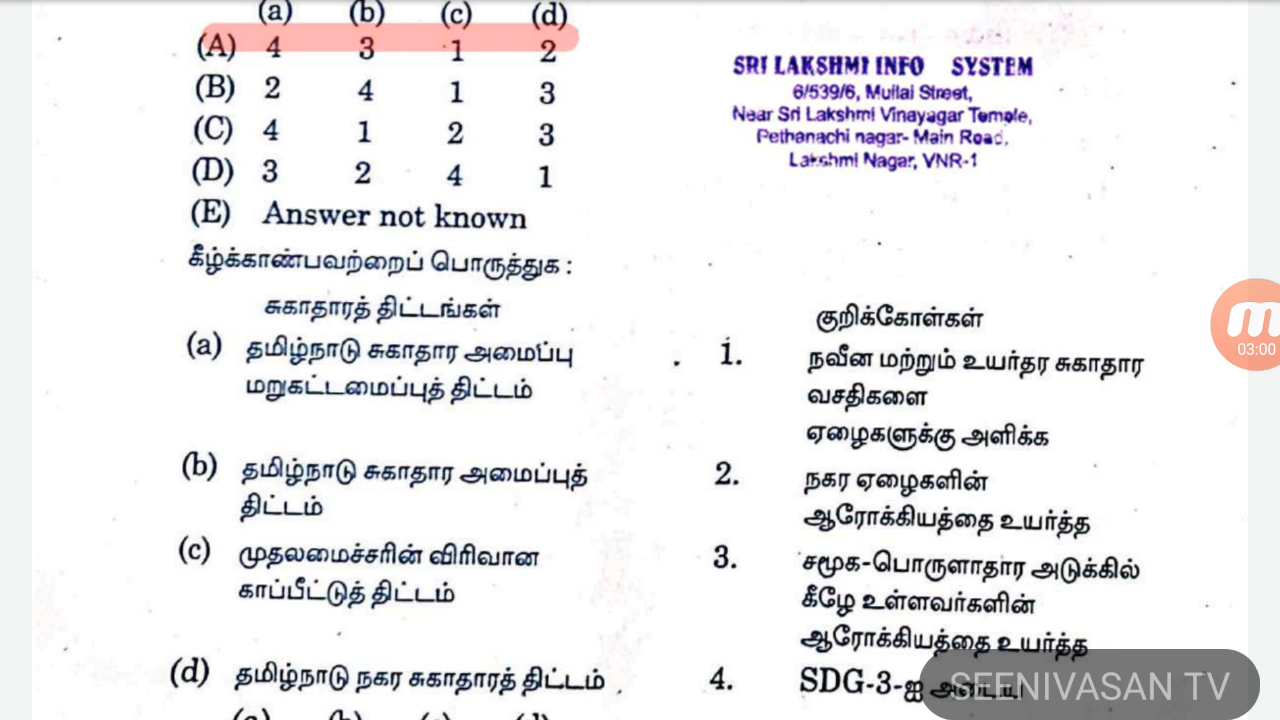 (a) (b) (c) (d)
(A) 4 3 1 2
(B) 2 4 1 3
(C) 4 1 2 3
(D) 3 2 4 1
(E) Answer not known
SRI LAKSHMI INFO SYSTEM
6/539/6, Mullai Street,
Near Sri Lakshmi Vinayagar Temple,
Pethanachi nagar- Main Road,
Lakshmi Nagar, VNR-1
கீழ்க்காண்பவற்றைப் பொருத்துக :
சுகாதாரத் திட்டங்கள்
குறிக்கோள்கள்
(a) தமிழ்நாடு சுகாதார அமைப்பு
மறுகட்டமைப்புத் திட்டம்
1. நவீன மற்றும் உயர்தர சுகாதார
வசதிகளை
ஏழைகளுக்கு அளிக்க
(b) தமிழ்நாடு சுகாதார அமைப்புத்
திட்டம்
2. நகர ஏழைகளின்
ஆரோக்கியத்தை உயர்த்த
(c) முதலமைச்சரின் விரிவான
காப்பீட்டுத் திட்டம்
3. சமூக-பொருளாதார அடுக்கில்
கீழே உள்ளவர்களின்
ஆரோக்கியத்தை உயர்த்த
(d) தமிழ்நாடு நகர சுகாதாரத் திட்டம்
4. SDG-3-ஐ
(a) (b) (c) (d)
03:00
SEENIVASAN TV